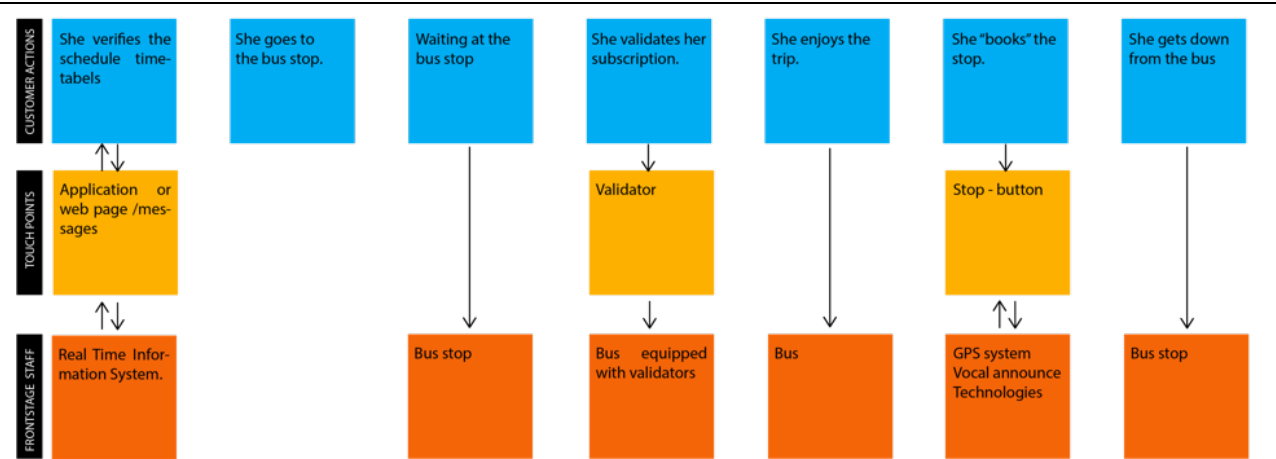 CUSTOMER ACTIONS
She verifies the
schedule time-
tabels
She goes to
the bus stop.
Waiting at the
bus stop
She validates her
subscription.
She enjoys the
trip.
She “books” the
stop.
She gets down
from the bus
TOUCH POINTS
Application or
web page /mes-
sages
Validator
Stop - button
FRONTSTAGE STAFF
Real Time Infor-
mation System.
Bus stop
Bus equipped
with validators
Bus
GPS system
Vocal announce
Technologies
Bus stop